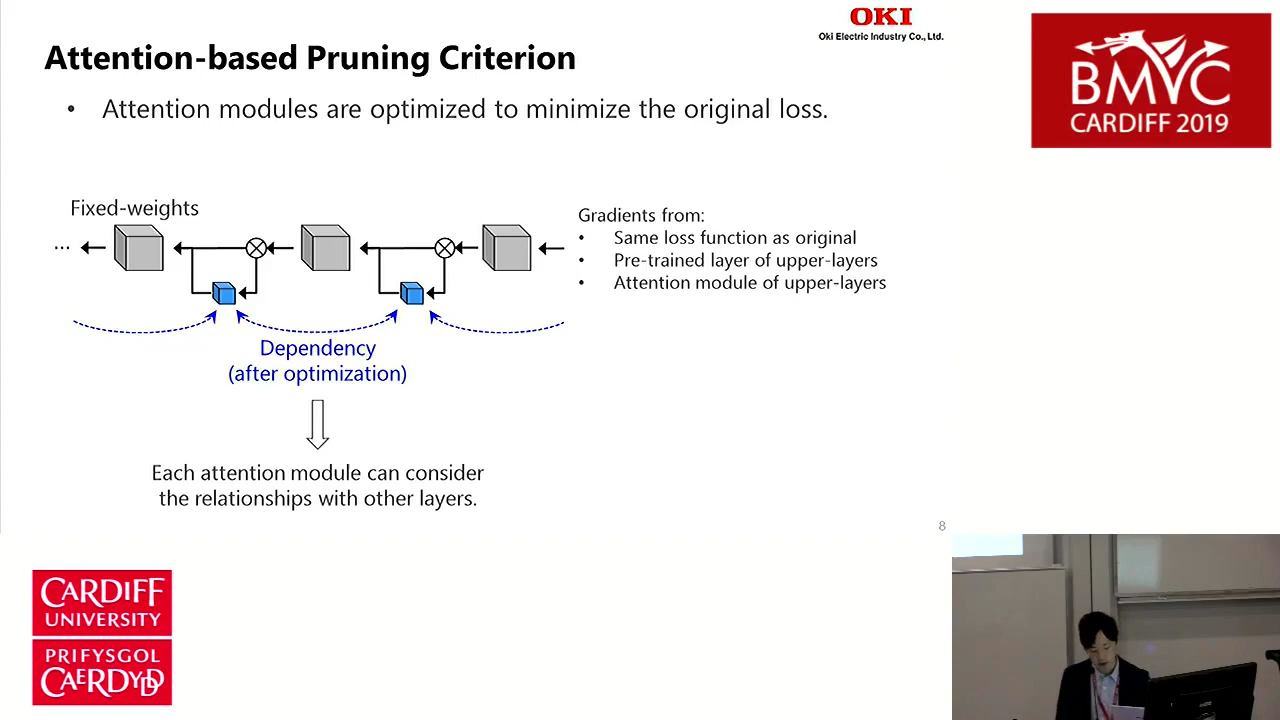 OKI
Oki Electric Industry Co., Ltd.
Attention-based Pruning Criterion
• Attention modules are optimized to minimize the original loss.
BMVC
CARDIFF 2019
Fixed-weights
...
Gradients from:
• Same loss function as original
• Pre-trained layer of upper-layers
• Attention module of upper-layers
Dependency
(after optimization)
Each attention module can consider
the relationships with other layers.
8
CARDIFF
UNIVERSITY
PRIFYSGOL
CAERDYDD